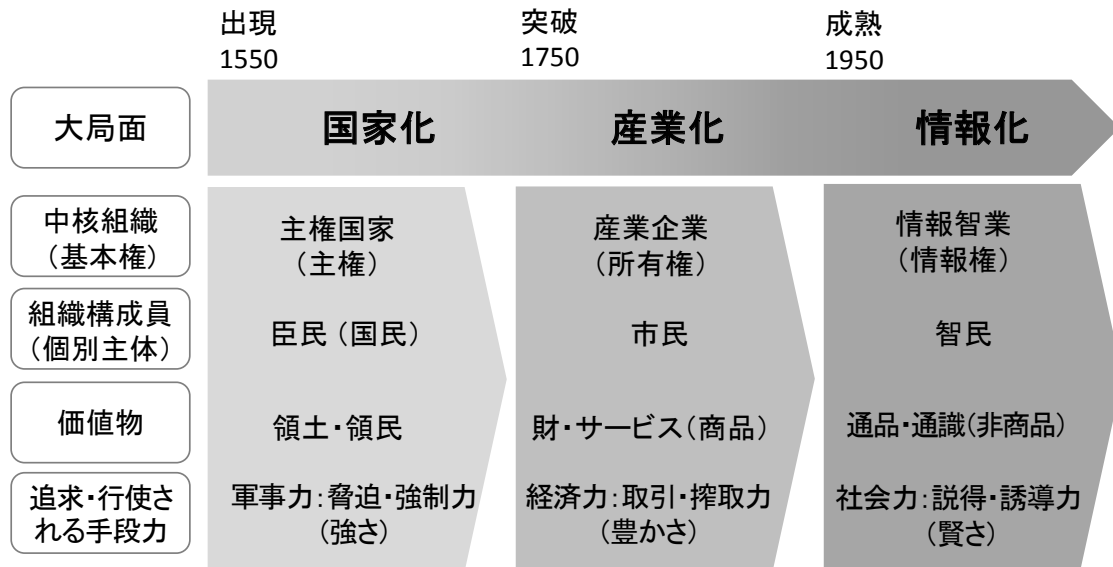 出現
1550
突破
1750
成熟
1950
大局面
国家化
産業化
情報化
中核組織
（基本権）
主権国家
（主権）
産業企業
（所有権）
情報智業
（情報権）
組織構成員
（個別主体）
臣民（国民）
市民
智民
価値物
領土・領民
財・サービス（商品）
通品・通識(非商品)
追求・行使さ
れる手段力
軍事力：脅迫・強制力
(強さ)
経済力：取引・搾取力
(豊かさ)
社会力：説得・誘導力
(賢さ)